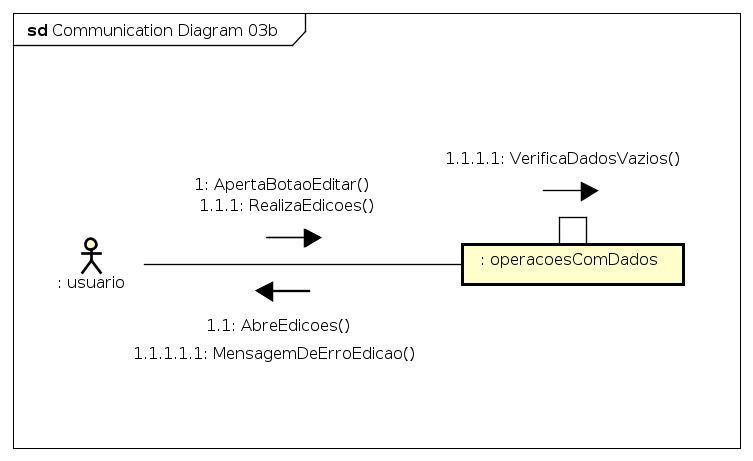 sd Communication Diagram 03b
1.1.1.1: VerificaDadosVazios()
1: ApertaBotaoEditar()
1.1.1: RealizaEdicoes()
: operacoesComDados
: usuario
1.1: AbreEdicoes()
1.1.1.1.1: MensagemDeErroEdicao()